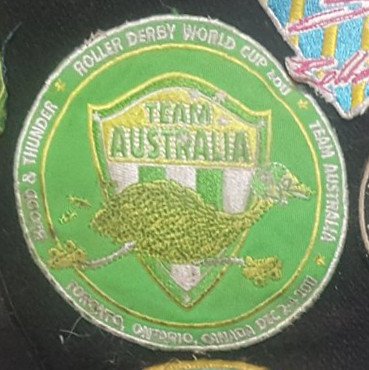 ROLLER DERBY WORLD CUP 2011
TEAM AUSTRALIA
BLOOD & THUNDER
TEAM
AUSTRALIA
TORONTO, ONTARIO, CANADA DEC 2011